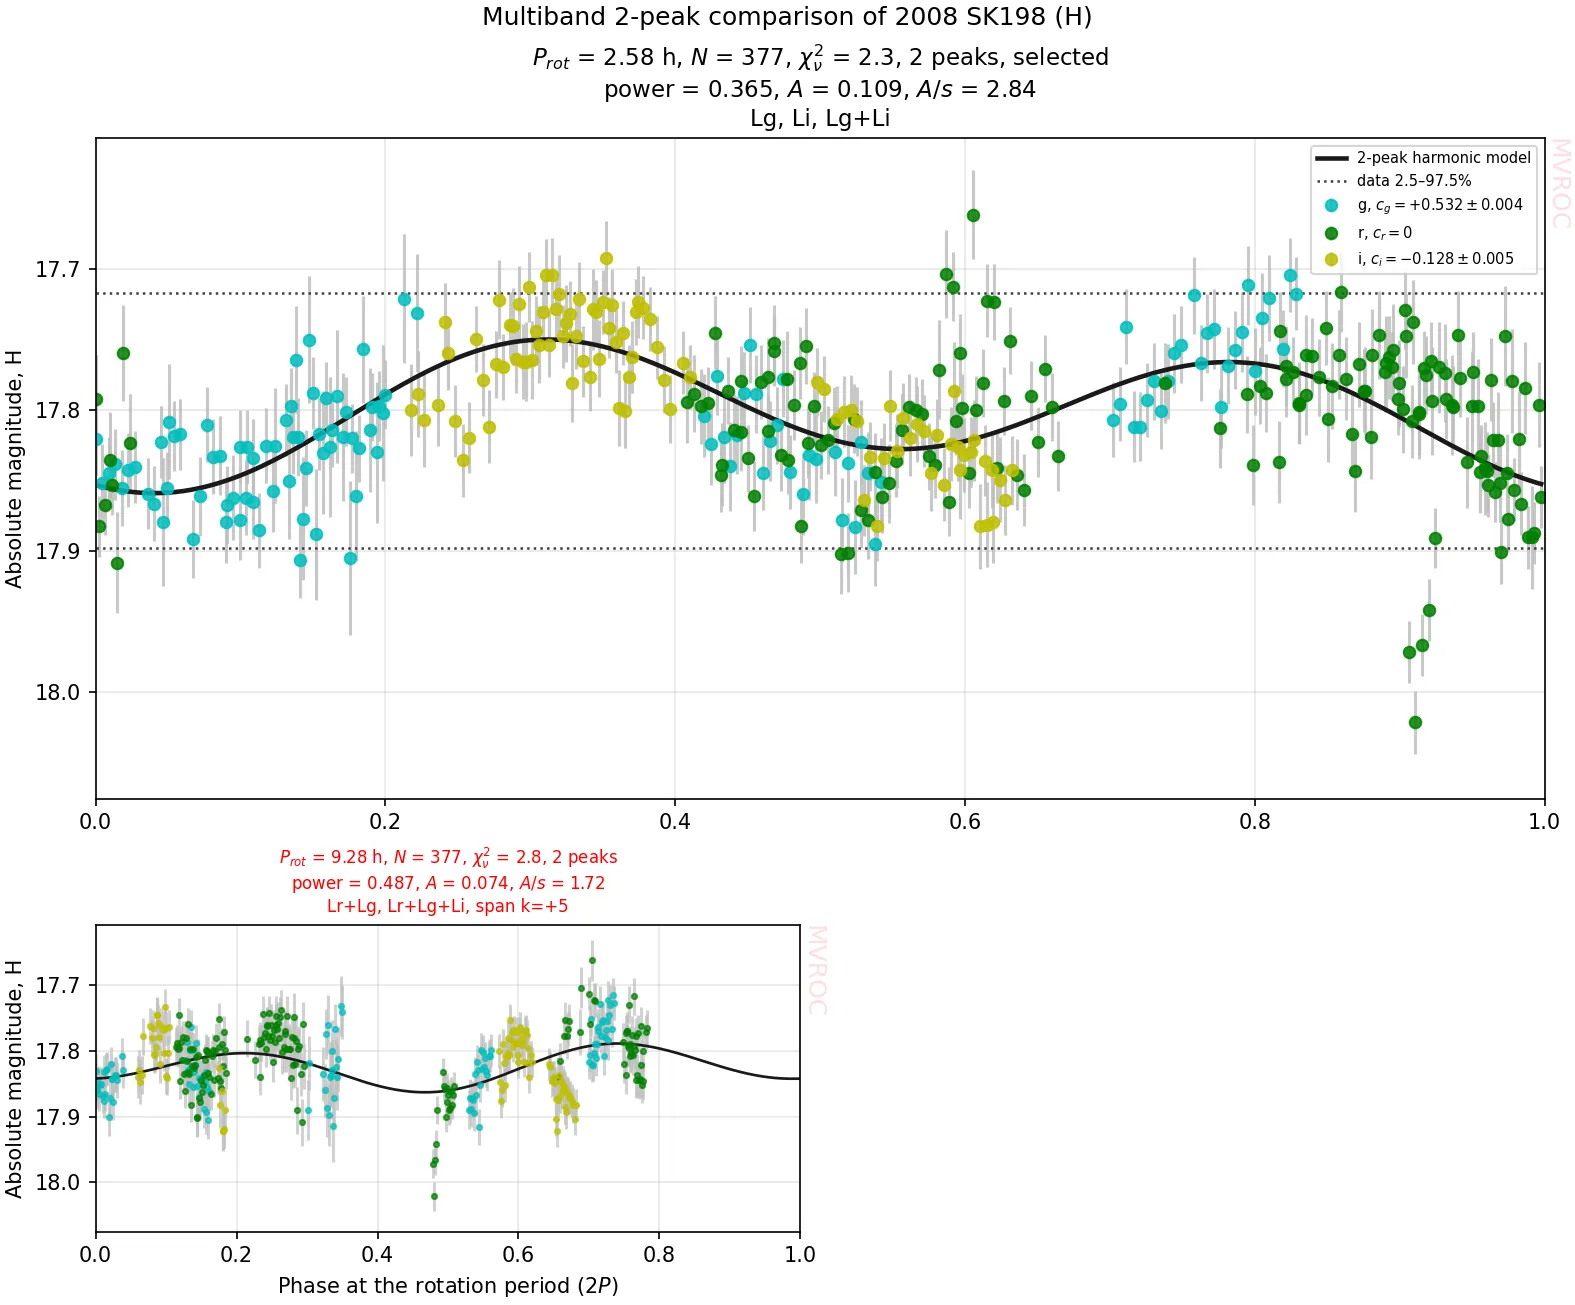 Multiband 2-peak comparison of 2008 SK198 (H)
P_rot = 2.58 h, N = 377, χ²_ν = 2.3, 2 peaks, selected
power = 0.365, A = 0.109, A/s = 2.84
Lg, Li, Lg+Li
2-peak harmonic model
data 2.5–97.5%
g, c_g = +0.532 ± 0.004
r, c_r = 0
i, c_i = −0.128 ± 0.005
MVROC
Absolute magnitude, H
17.7
17.8
17.9
18.0
0.0 0.2 0.4 0.6 0.8 1.0
P_rot = 9.28 h, N = 377, χ²_ν = 2.8, 2 peaks
power = 0.487, A = 0.074, A/s = 1.72
Lr+Lg, Lr+Lg+Li, span k=+5
MVROC
Absolute magnitude, H
17.7
17.8
17.9
18.0
0.0 0.2 0.4 0.6 0.8 1.0
Phase at the rotation period (2P)